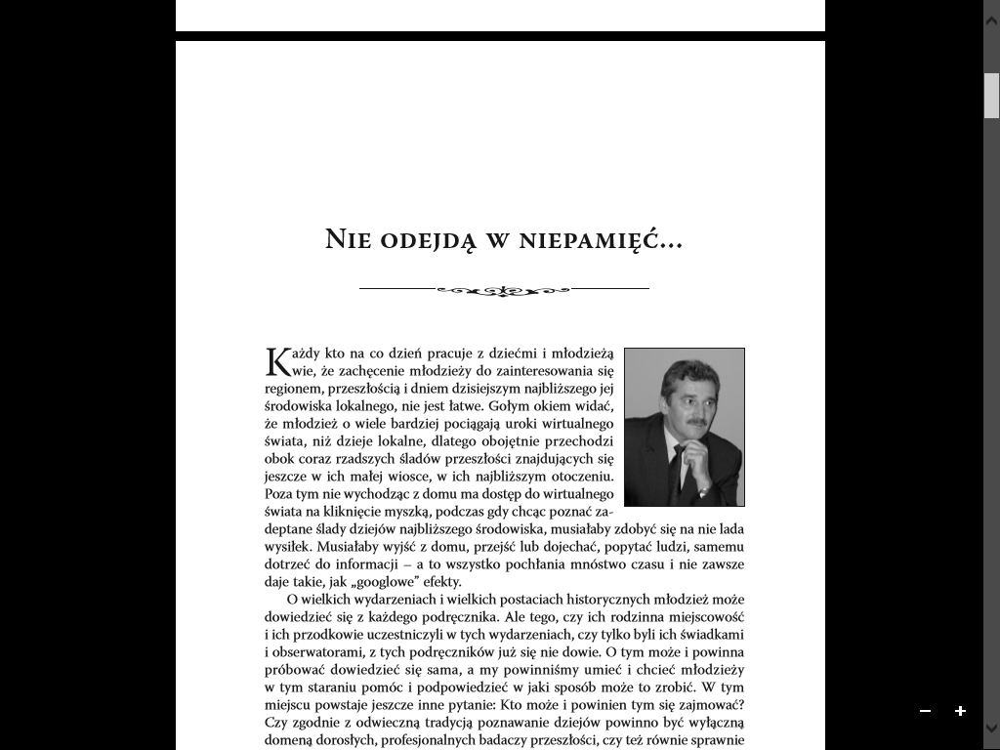 Nie odejdą w niepamięć...
Każdy kto na co dzień pracuje z dziećmi i młodzieżą
wie, że zachęcenie młodzieży do zainteresowania się
regionem, przeszłością i dniem dzisiejszym najbliższego jej
środowiska lokalnego, nie jest łatwe. Gołym okiem widać,
że młodzież o wiele bardziej pociągają uroki wirtualnego
świata, niż dzieje lokalne, dlatego obojętnie przechodzi
obok coraz rzadszych śladów przeszłości znajdujących się
jeszcze w ich małej wiosce, w ich najbliższym otoczeniu.
Poza tym nie wychodząc z domu ma dostęp do wirtualnego
świata na kliknięcie myszką, podczas gdy chcąc poznać za-
deptane ślady dziejów najbliższego środowiska, musiałaby zdobyć się na nie lada
wysiłek. Musiałaby wyjść z domu, przejść lub dojechać, popytać ludzi, samemu
dotrzeć do informacji – a to wszystko pochłania mnóstwo czasu i nie zawsze
daje takie, jak „googlowe” efekty.
O wielkich wydarzeniach i wielkich postaciach historycznych młodzież może
dowiedzieć się z każdego podręcznika. Ale tego, czy ich rodzinna miejscowość
i ich przodkowie uczestniczyli w tych wydarzeniach, czy tylko byli ich świadkami
i obserwatorami, z tych podręczników już się nie dowie. O tym może i powinna
próbować dowiedzieć się sama, a my powinniśmy umieć i chcieć młodzieży
w tym staraniu pomóc i podpowiedzieć w jaki sposób może to zrobić. W tym
miejscu powstaje jeszcze inne pytanie: Kto może i powinien tym się zajmować?
Czy zgodnie z odwieczną tradycją poznawanie dziejów powinno być wyłączną
domeną dorosłych, profesjonalnych badaczy przeszłości, czy też równie sprawnie